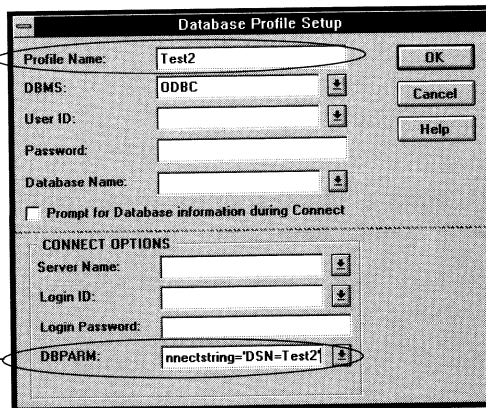 Database Profile Setup
Profile Name: Test2
OK
DBMS: ODBC
Cancel
User ID:
Help
Password:
Database Name:
Prompt for Database information during Connect
CONNECT OPTIONS
Server Name:
Login ID:
Login Password:
DBPARM: nnectstring='DSN=Test2'